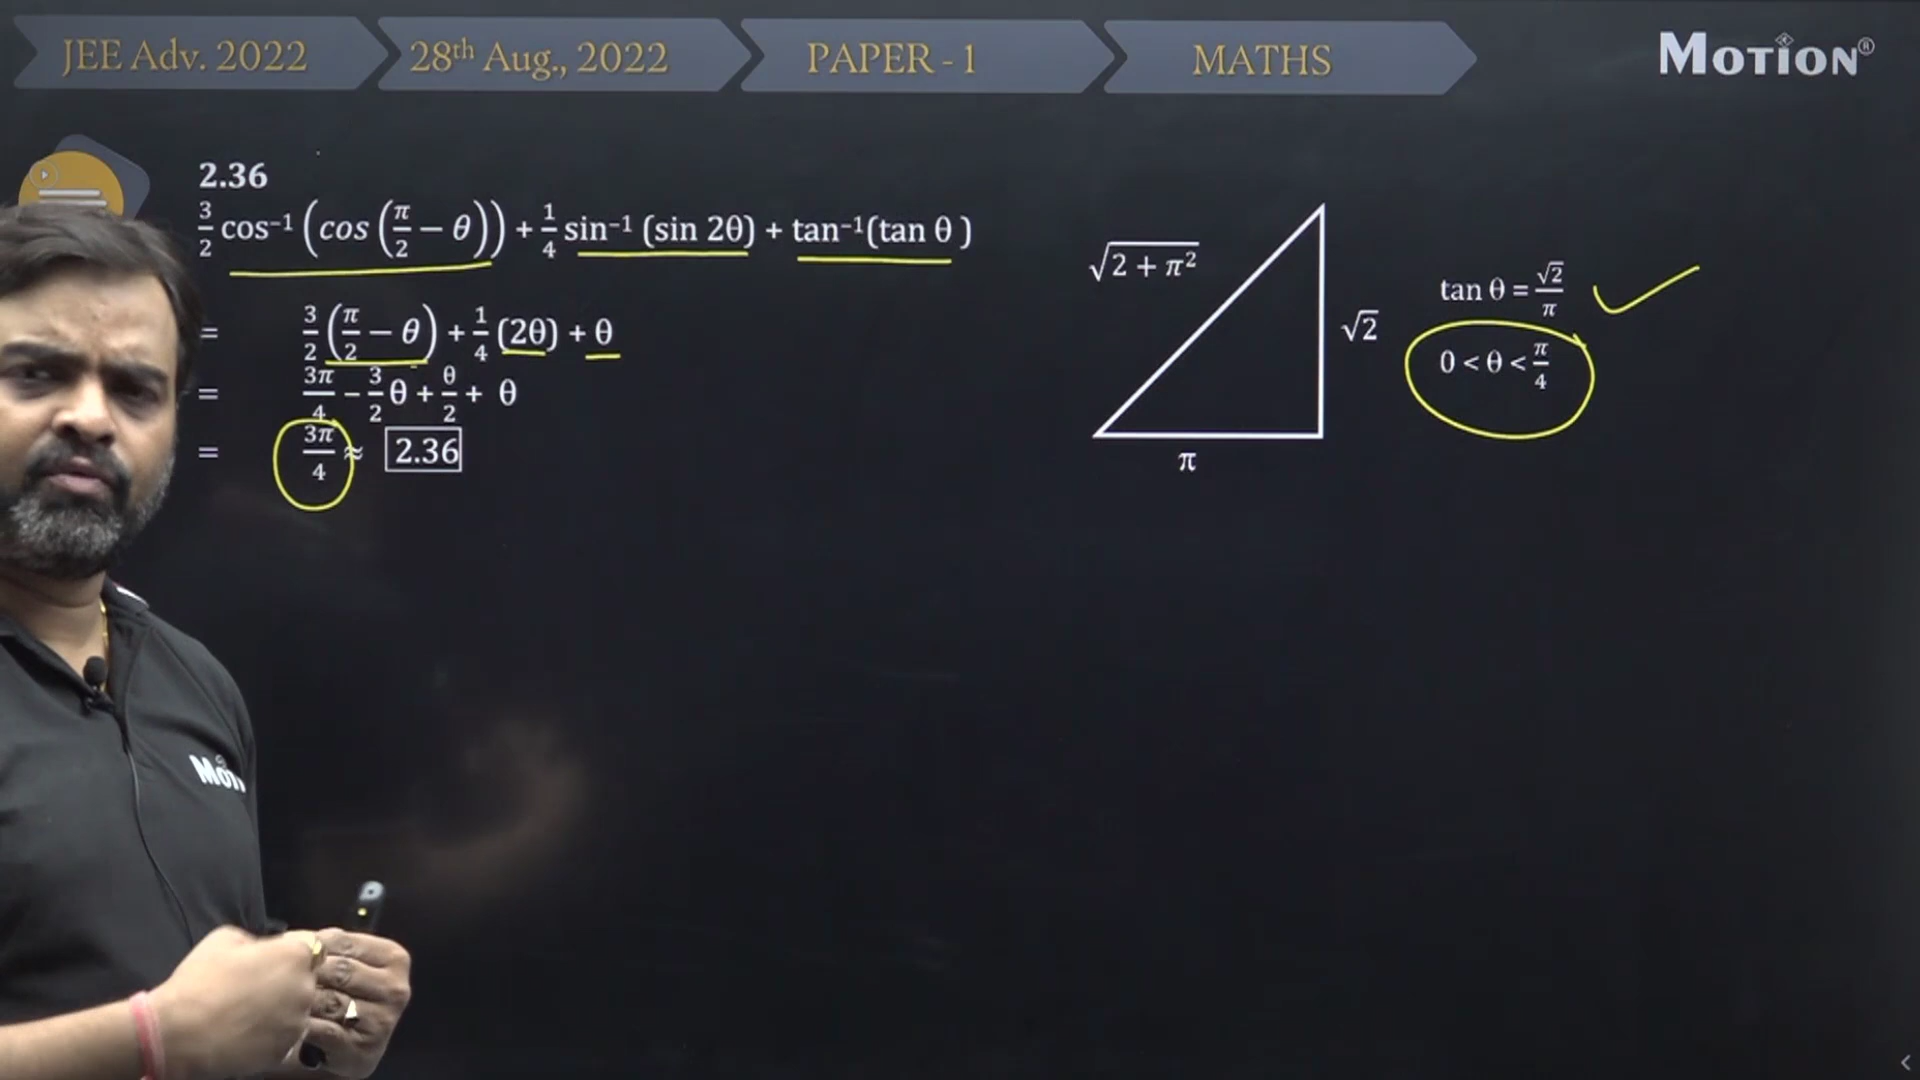 JEE Adv. 2022 28th Aug., 2022 PAPER - 1 MATHS MOTION®
2.36
3/2 cos⁻¹ (cos (π/2 − θ)) + 1/4 sin⁻¹ (sin 2θ) + tan⁻¹(tan θ )
= 3/2 (π/2 − θ) + 1/4 (2θ) + θ
= 3π/4 − 3/2 θ + θ/2 + θ
= 3π/4 ≈ 2.36
√2 + π²
√2
π
tan θ = √2/π
0 < θ < π/4